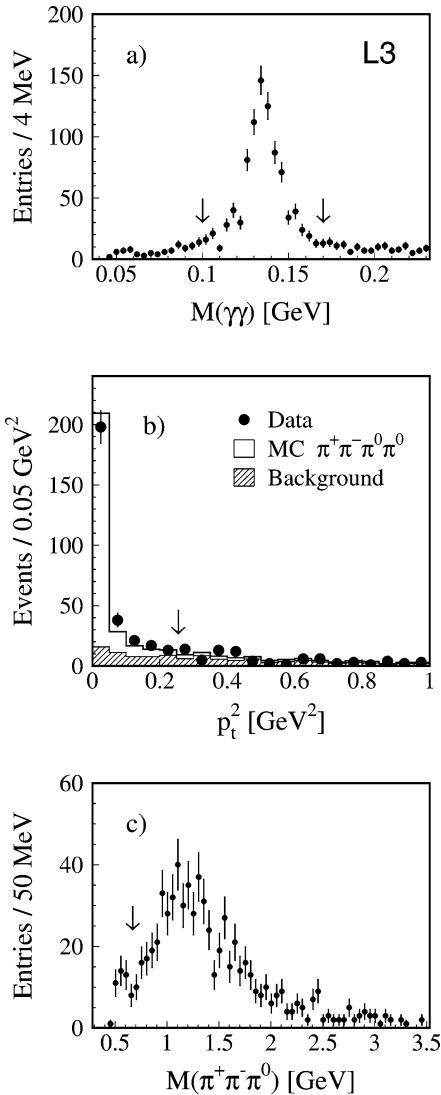 200
150
100
50
0
Entries / 4 MeV
a)
L3
0.05 0.1 0.15 0.2
M(γγ) [GeV]
200
150
100
50
0
Events / 0.05 GeV²
b)
Data
MC π⁺π⁻π⁰π⁰
Background
0 0.2 0.4 0.6 0.8 1
pₜ² [GeV²]
60
40
20
0
Entries / 50 MeV
c)
0.5 1 1.5 2 2.5 3 3.5
M(π⁺π⁻π⁰) [GeV]